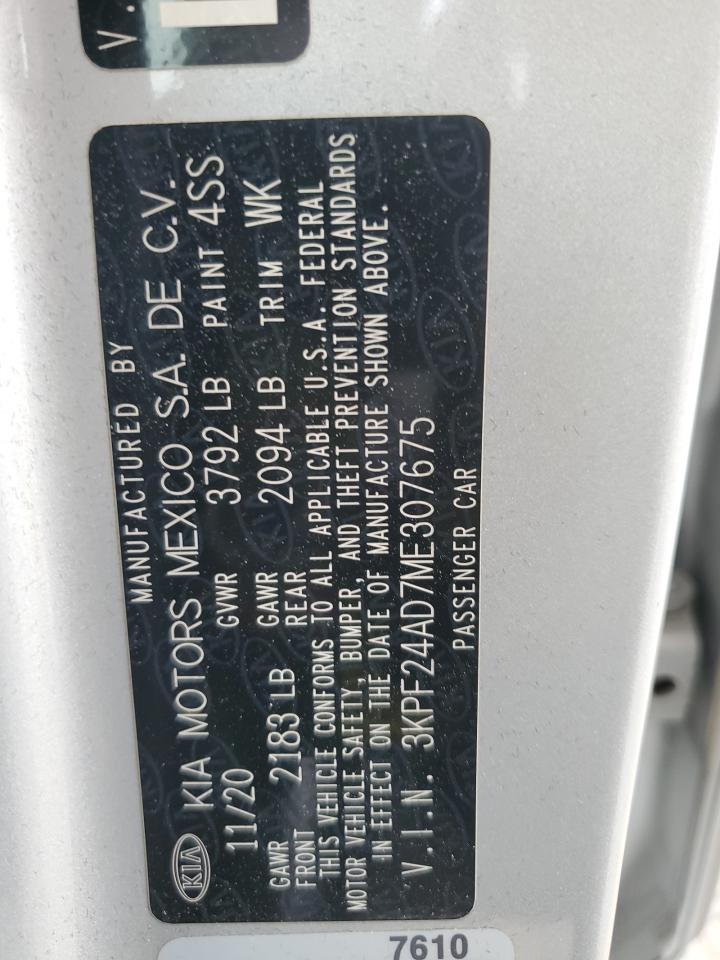 V.
MANUFACTURED BY
KIA KIA MOTORS MEXICO S.A. DE C.V.
11/20 GVWR 3792 LB PAINT 4SS
GAWR FRONT 2183 LB GAWR REAR 2094 LB TRIM WK
THIS VEHICLE CONFORMS TO ALL APPLICABLE U.S.A. FEDERAL
MOTOR VEHICLE SAFETY, BUMPER, AND THEFT PREVENTION STANDARDS
IN EFFECT ON THE DATE OF MANUFACTURE SHOWN ABOVE.
V.I.N. 3KPF24AD7ME307675
PASSENGER CAR
7610